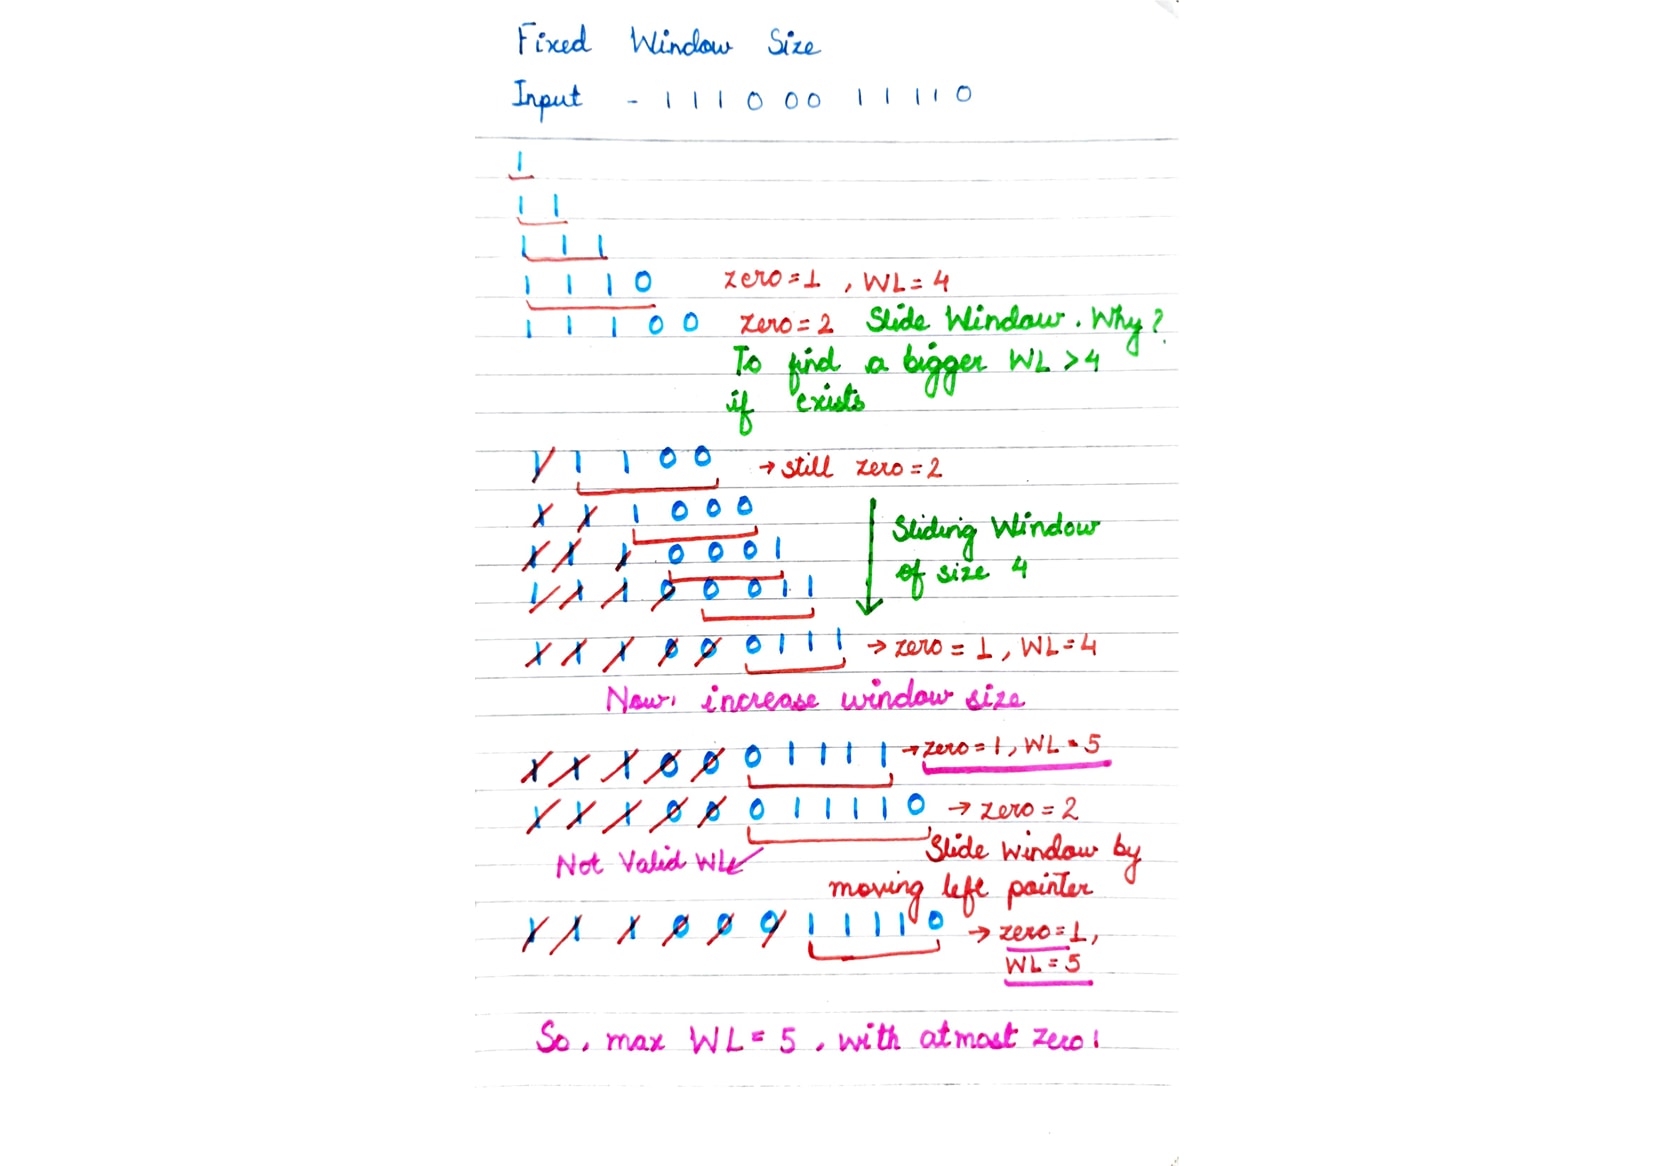 Fixed Window Size
Input - 1 1 1 0 0 0 1 1 1 1 0
1
1 1
1 1 1
1 1 1 0 zero=1, WL=4
1 1 1 0 0 zero=2 Slide Window. Why?
To find a bigger WL >4
if exists
1 1 1 0 0 → still zero=2
1 1 1 0 0 0
Sliding Window
1 1 1 0 0 0 1
of size 4
1 1 1 0 0 0 1 1
1 1 1 0 0 0 1 1 1 → zero=1, WL=4
Now, increase window size
1 1 1 0 0 0 1 1 1 1 → zero=1, WL=5
1 1 1 0 0 0 1 1 1 1 0 → zero=2
Slide Window by
Not Valid WL
moving left pointer
1 1 1 0 0 0 1 1 1 1 0 → zero=1,
WL=5
So, max WL=5, with atmost zero 1